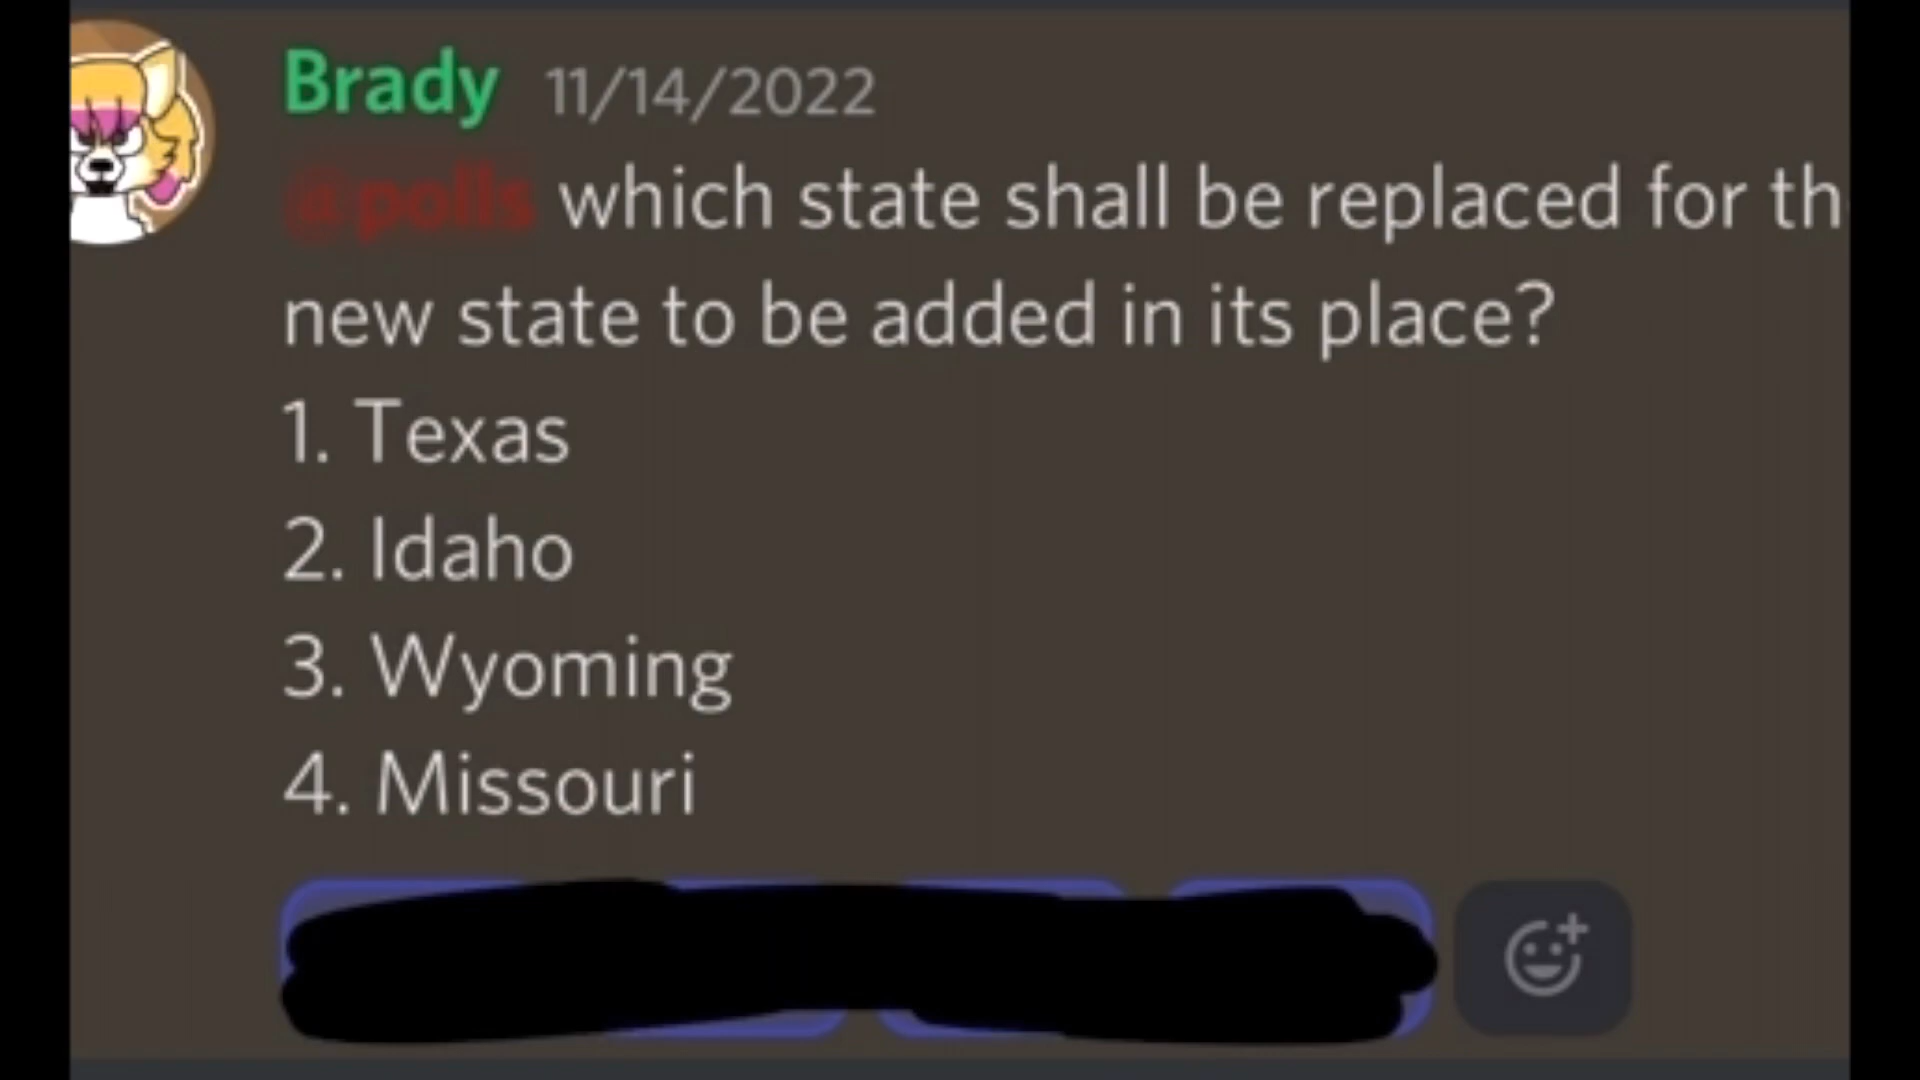 Brady 11/14/2022
@polls which state shall be replaced for th
new state to be added in its place?
1. Texas
2. Idaho
3. Wyoming
4. Missouri